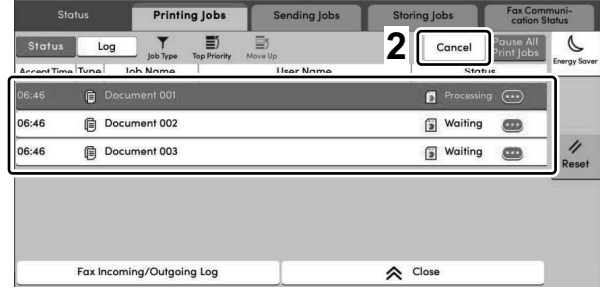 Status
Printing Jobs
Sending Jobs
Storing Jobs
Fax Communi-
cation Status
Status
Log
Job Type
Top Priority
Move Up
2
Cancel
Pause All
Print Jobs
Energy Saver
Accept Time Type Job Name User Name Status
06:46 Document 001 Processing
06:46 Document 002 Waiting
06:46 Document 003 Waiting
Reset
Fax Incoming/Outgoing Log
Close